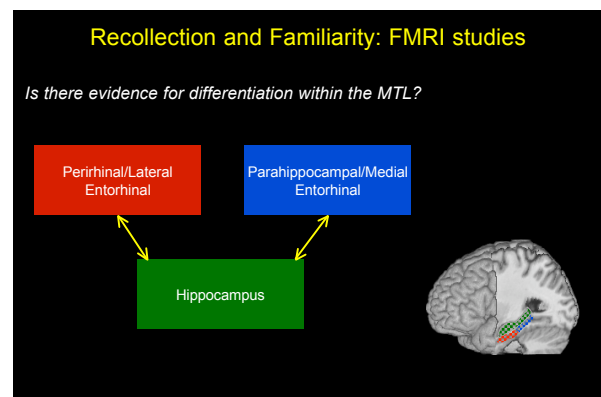 Recollection and Familiarity: FMRI studies
Is there evidence for differentiation within the MTL?
Perirhinal/Lateral
Entorhinal
Parahippocampal/Medial
Entorhinal
Hippocampus